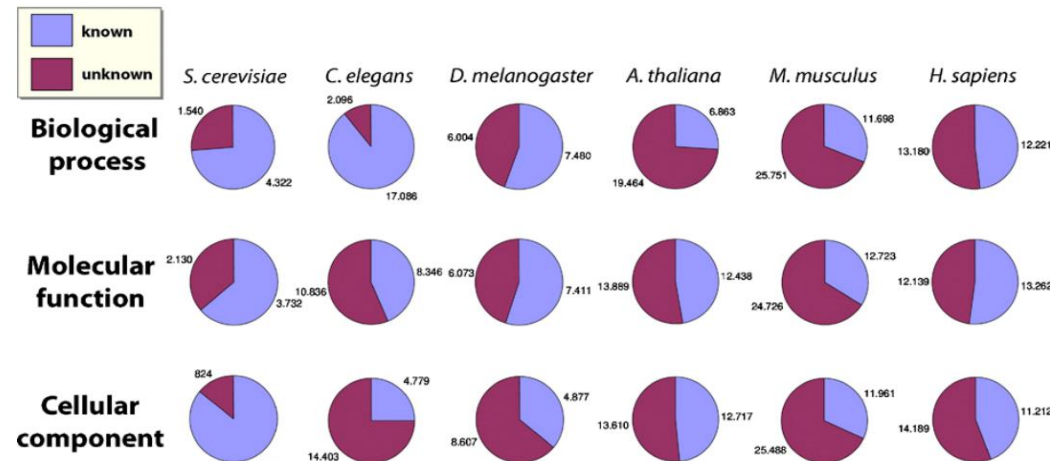 known
unknown
S. cerevisiae C. elegans D. melanogaster A. thaliana M. musculus H. sapiens
Biological
process
1.540 4.322 2.096 17.086 6.004 7.480 6.863 19.464 11.698 25.751 13.180 12.221
Molecular
function
2.130 3.732 8.346 10.836 6.073 7.411 13.889 12.438 12.723 24.726 12.139 13.262
Cellular
component
824 4.779 14.403 4.877 8.607 13.610 12.717 11.961 25.488 14.189 11.212